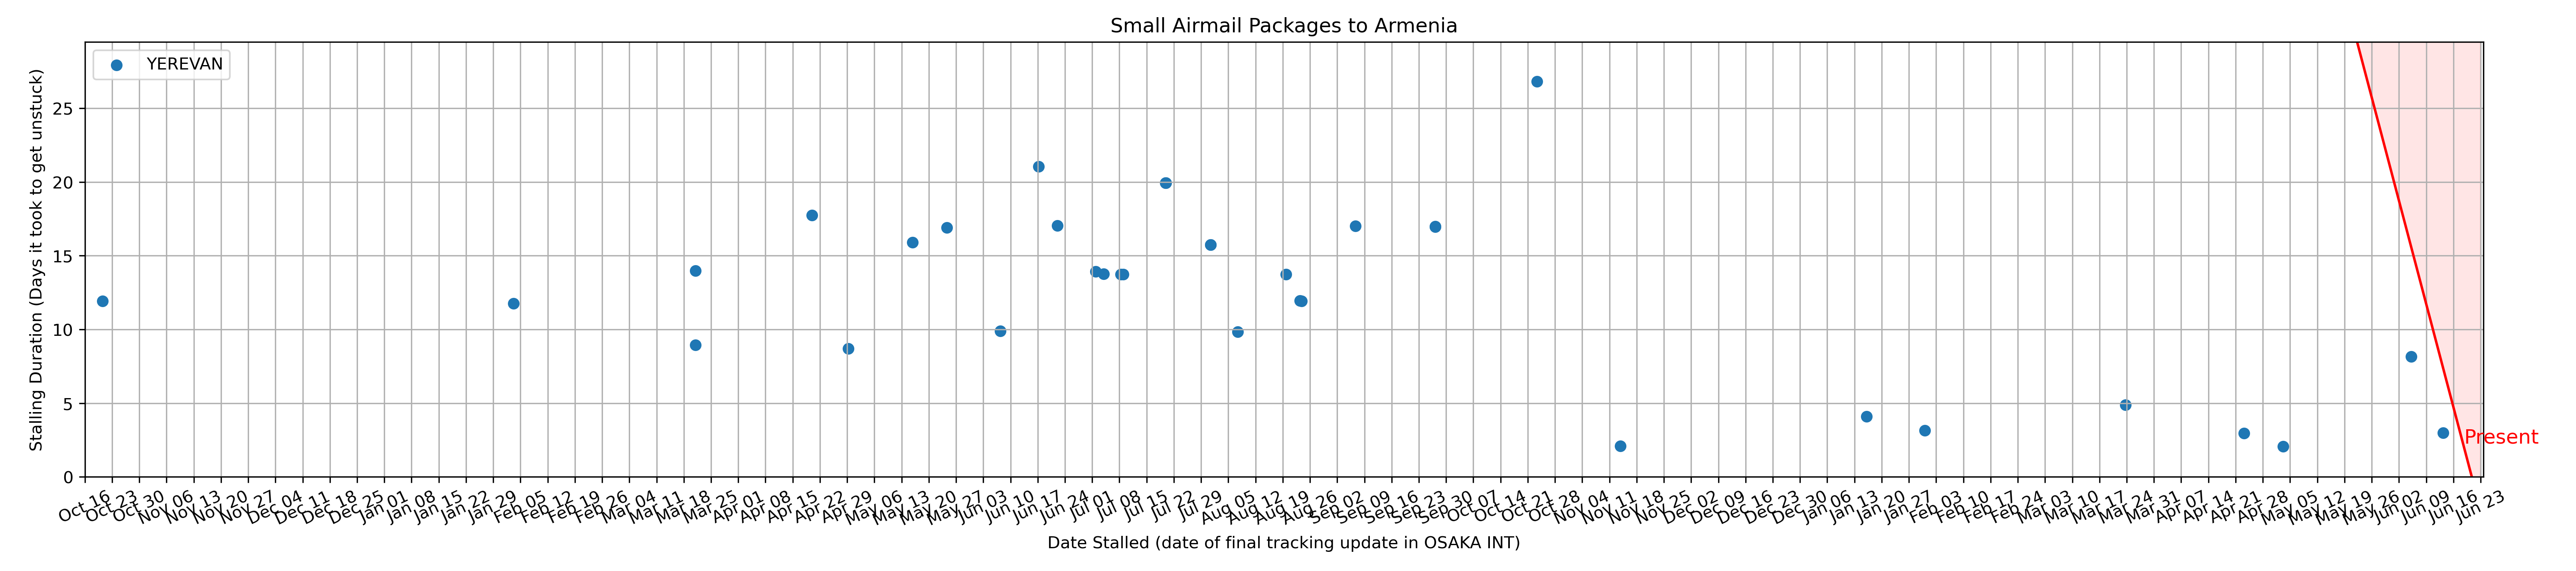 Small Airmail Packages to Armenia
YEREVAN
Stalling Duration (Days it took to get unstuck)
25
20
15
10
5
0
Present
Oct 16
Oct 23
Oct 30
Nov 06
Nov 13
Nov 20
Nov 27
Dec 04
Dec 11
Dec 18
Dec 25
Jan 01
Jan 08
Jan 15
Jan 22
Jan 29
Feb 05
Feb 12
Feb 19
Feb 26
Mar 04
Mar 11
Mar 18
Mar 25
Apr 01
Apr 08
Apr 15
Apr 22
Apr 29
May 06
May 13
May 20
May 27
Jun 03
Jun 10
Jun 17
Jun 24
Jul 01
Jul 08
Jul 15
Jul 22
Jul 29
Aug 05
Aug 12
Aug 19
Aug 26
Sep 02
Sep 09
Sep 16
Sep 23
Sep 30
Oct 07
Oct 14
Oct 21
Oct 28
Nov 04
Nov 11
Nov 18
Nov 25
Dec 02
Dec 09
Dec 16
Dec 23
Dec 30
Jan 06
Jan 13
Jan 20
Jan 27
Feb 03
Feb 10
Feb 17
Feb 24
Mar 03
Mar 10
Mar 17
Mar 24
Mar 31
Apr 07
Apr 14
Apr 21
Apr 28
May 05
May 12
May 19
May 26
Jun 02
Jun 09
Jun 16
Jun 23
Date Stalled (date of final tracking update in OSAKA INT)